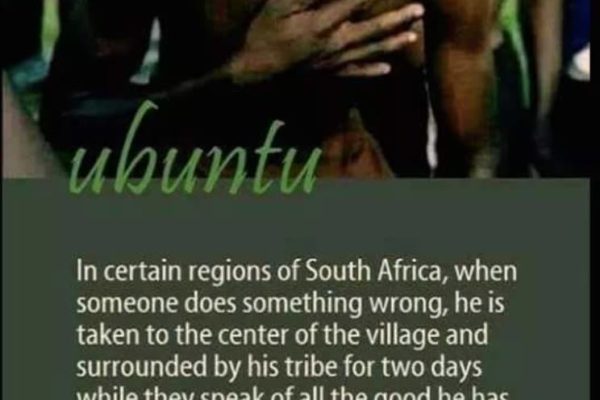 ubuntu
In certain regions of South Africa, when
someone does something wrong, he is
taken to the center of the village and
surrounded by his tribe for two days
while they speak of all the good he has